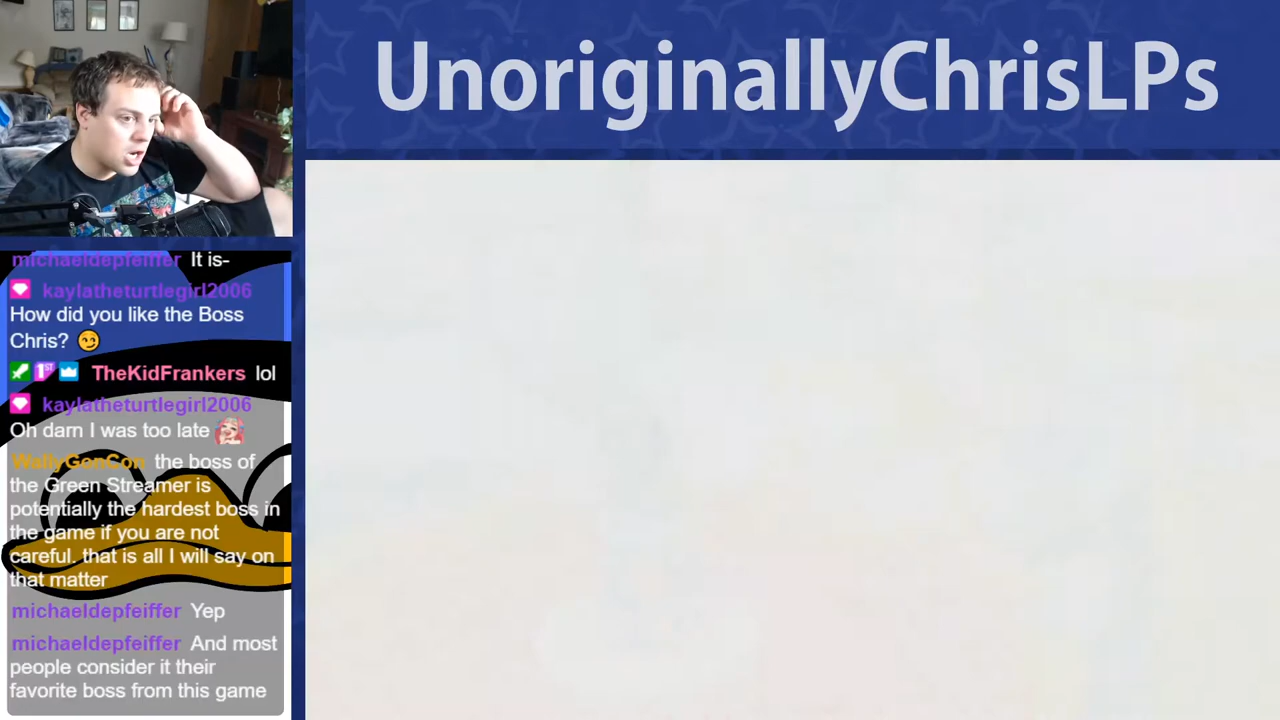 UnoriginallyChrisLPs
michaeldepfeiffer It is-
kaylatheturtlegirl2006
How did you like the Boss
Chris?
1ST TheKidFrankers lol
kaylatheturtlegirl2006
Oh darn I was too late
WallyGonCon the boss of
the Green Streamer is
potentially the hardest boss in
the game if you are not
careful. that is all I will say on
that matter
michaeldepfeiffer Yep
michaeldepfeiffer And most
people consider it their
favorite boss from this game